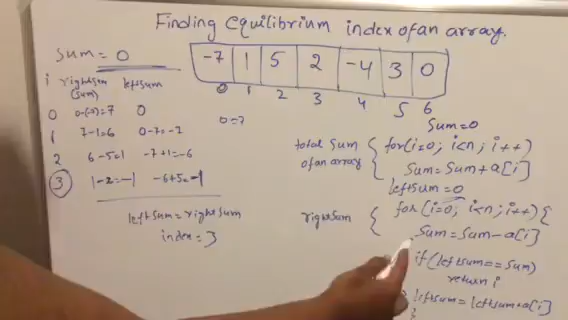 Finding Equilibrium index of an array.
Sum = 0
-7 1 5 2 -4 3 0
0 1 2 3 4 5 6
i rightsum leftsum
(sum)
0 0-(-7)=7 0
1 7-1=6 0-7=-7
2 6-5=1 -7+1=-6
3 1-2=-1 -6+5=-1
leftsum=rightsum
index=3
Sum=0
total sum of an array
for(i=0; i<n; i++)
Sum=Sum+a[i]
leftSum=0
rightsum
for(i=0; i<n; i++){
Sum=Sum-a[i]
if(leftsum==Sum)
return i
leftsum=leftsum+a[i]
}